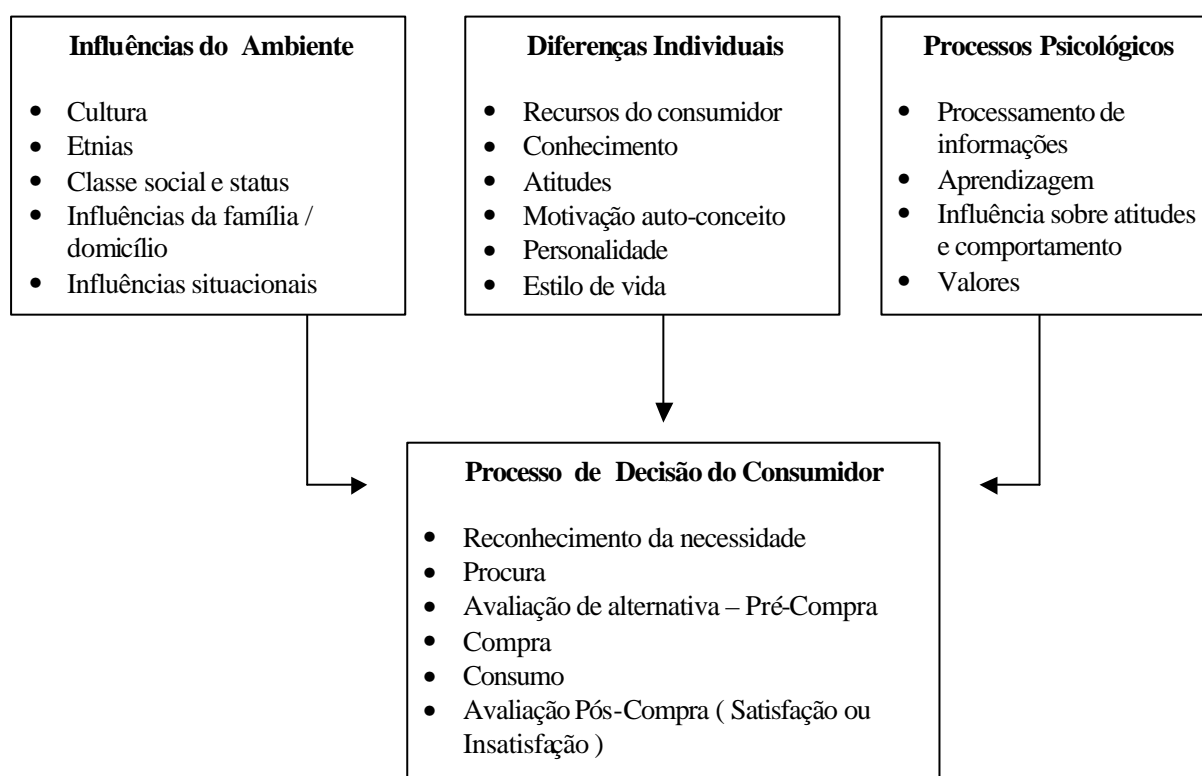 Influências do Ambiente
• Cultura
• Etnias
• Classe social e status
• Influências da família /
domicílio
• Influências situacionais
Diferenças Individuais
• Recursos do consumidor
• Conhecimento
• Atitudes
• Motivação auto-conceito
• Personalidade
• Estilo de vida
Processos Psicológicos
• Processamento de
informações
• Aprendizagem
• Influência sobre atitudes
e comportamento
• Valores
Processo de Decisão do Consumidor
• Reconhecimento da necessidade
• Procura
• Avaliação de alternativa – Pré-Compra
• Compra
• Consumo
• Avaliação Pós-Compra ( Satisfação ou
Insatisfação )